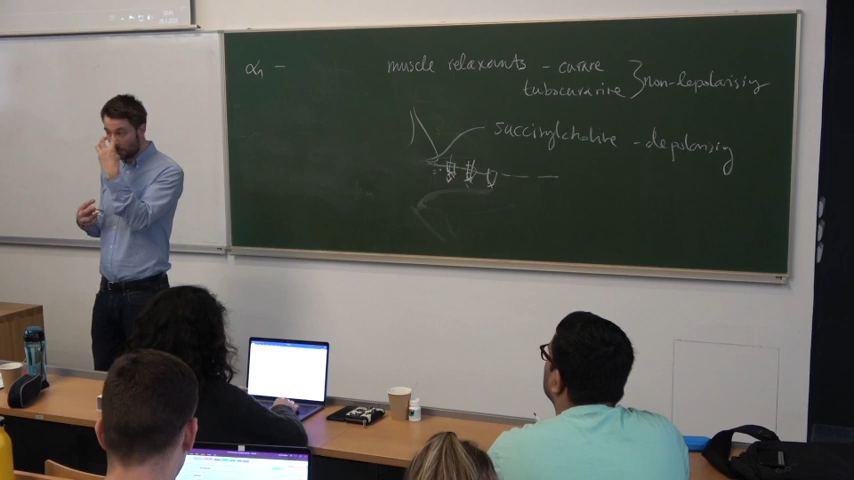 α₁ —
muscle relaxants - curare
tubocurarine } non-depolarising
succinylcholine - depolarising